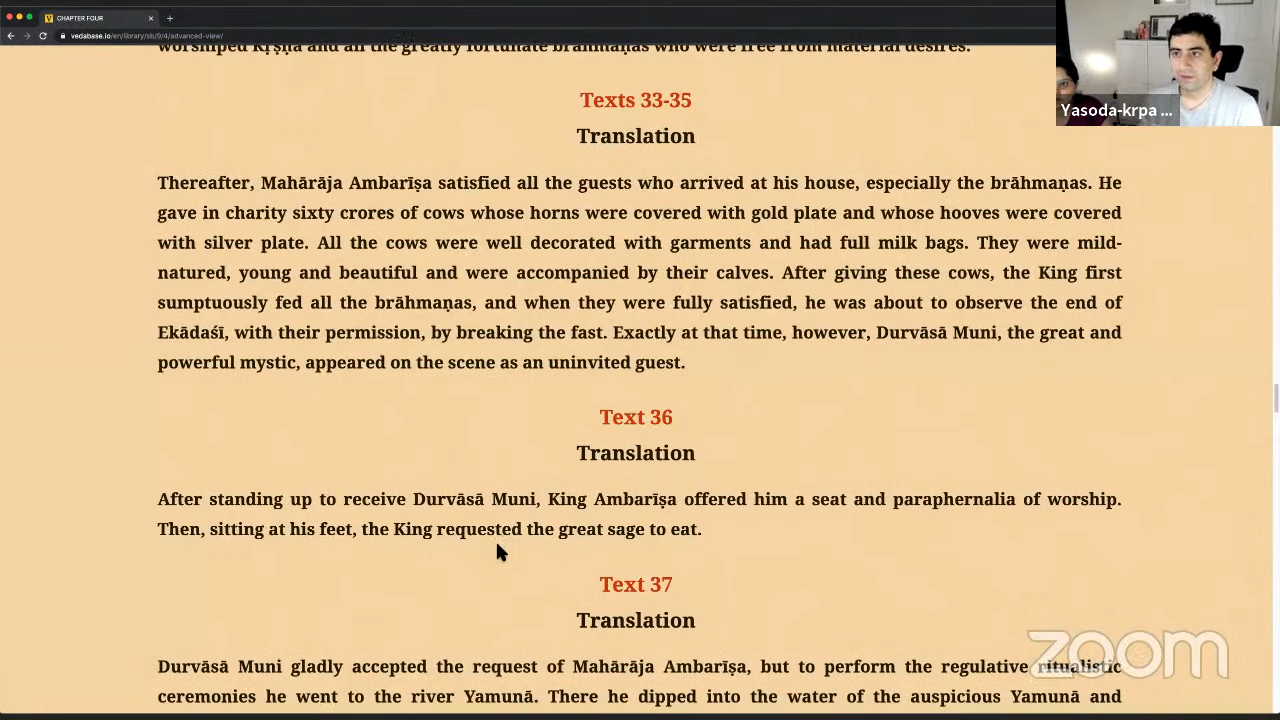 CHAPTER FOUR
vedabase.io/en/library/sb/9/4/advanced-view/
worshiped Kṛṣṇa and all the greatly fortunate brāhmaṇas who were free from material desires.
Yasoda-krpa ...
Texts 33-35
Translation
Thereafter, Mahārāja Ambarīṣa satisfied all the guests who arrived at his house, especially the brāhmaṇas. He
gave in charity sixty crores of cows whose horns were covered with gold plate and whose hooves were covered
with silver plate. All the cows were well decorated with garments and had full milk bags. They were mild-
natured, young and beautiful and were accompanied by their calves. After giving these cows, the King first
sumptuously fed all the brāhmaṇas, and when they were fully satisfied, he was about to observe the end of
Ekādaśī, with their permission, by breaking the fast. Exactly at that time, however, Durvāsā Muni, the great and
powerful mystic, appeared on the scene as an uninvited guest.
Text 36
Translation
After standing up to receive Durvāsā Muni, King Ambarīṣa offered him a seat and paraphernalia of worship.
Then, sitting at his feet, the King requested the great sage to eat.
Text 37
Translation
Durvāsā Muni gladly accepted the request of Mahārāja Ambarīṣa, but to perform the regulative ritualistic
ceremonies he went to the river Yamunā. There he dipped into the water of the auspicious Yamunā and
zoom